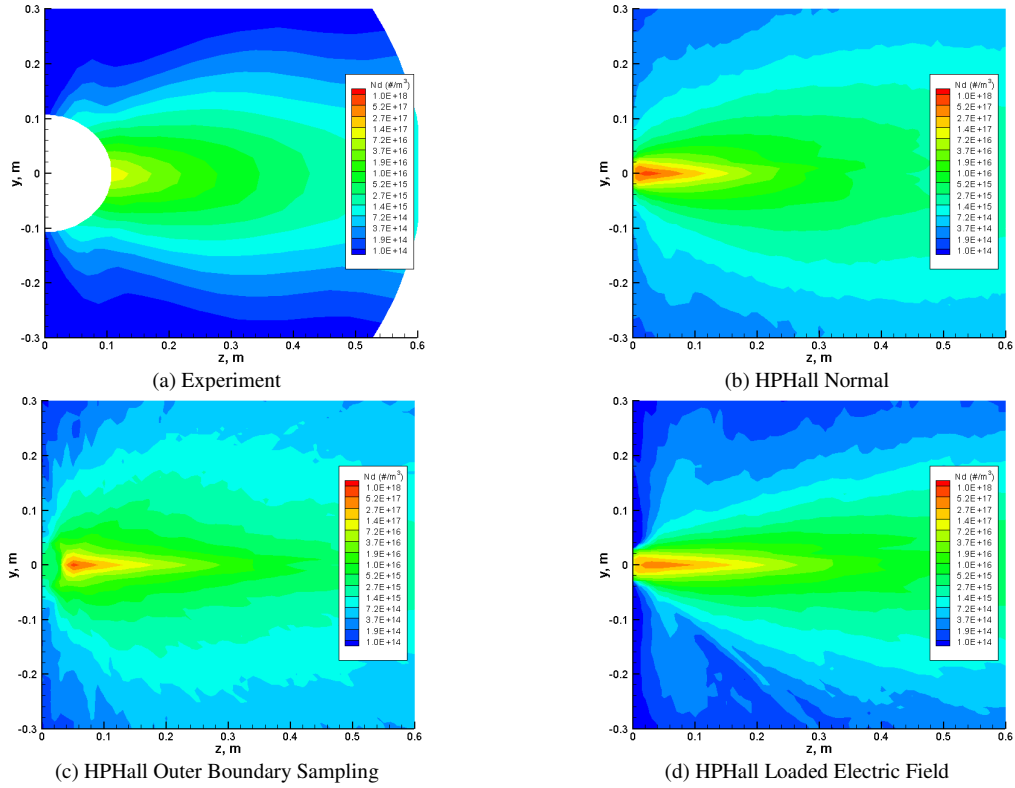 0.3
0.2
0.1
0
-0.1
-0.2
-0.3
y, m
Nd (#/m³)
1.0E+18
5.2E+17
2.7E+17
1.4E+17
7.2E+16
3.7E+16
1.9E+16
1.0E+16
5.2E+15
2.7E+15
1.4E+15
7.2E+14
3.7E+14
1.9E+14
1.0E+14
0 0.1 0.2 0.3 0.4 0.5 0.6
z, m
(a) Experiment
0.3
0.2
0.1
0
-0.1
-0.2
-0.3
y, m
Nd (#/m³)
1.0E+18
5.2E+17
2.7E+17
1.4E+17
7.2E+16
3.7E+16
1.9E+16
1.0E+16
5.2E+15
2.7E+15
1.4E+15
7.2E+14
3.7E+14
1.9E+14
1.0E+14
0 0.1 0.2 0.3 0.4 0.5 0.6
z, m
(b) HPHall Normal
0.3
0.2
0.1
0
-0.1
-0.2
-0.3
y, m
Nd (#/m³)
1.0E+18
5.2E+17
2.7E+17
1.4E+17
7.2E+16
3.7E+16
1.9E+16
1.0E+16
5.2E+15
2.7E+15
1.4E+15
7.2E+14
3.7E+14
1.9E+14
1.0E+14
0 0.1 0.2 0.3 0.4 0.5 0.6
z, m
(c) HPHall Outer Boundary Sampling
0.3
0.2
0.1
0
-0.1
-0.2
-0.3
y, m
Nd (#/m³)
1.0E+18
5.2E+17
2.7E+17
1.4E+17
7.2E+16
3.7E+16
1.9E+16
1.0E+16
5.2E+15
2.7E+15
1.4E+15
7.2E+14
3.7E+14
1.9E+14
1.0E+14
0 0.1 0.2 0.3 0.4 0.5 0.6
z, m
(d) HPHall Loaded Electric Field